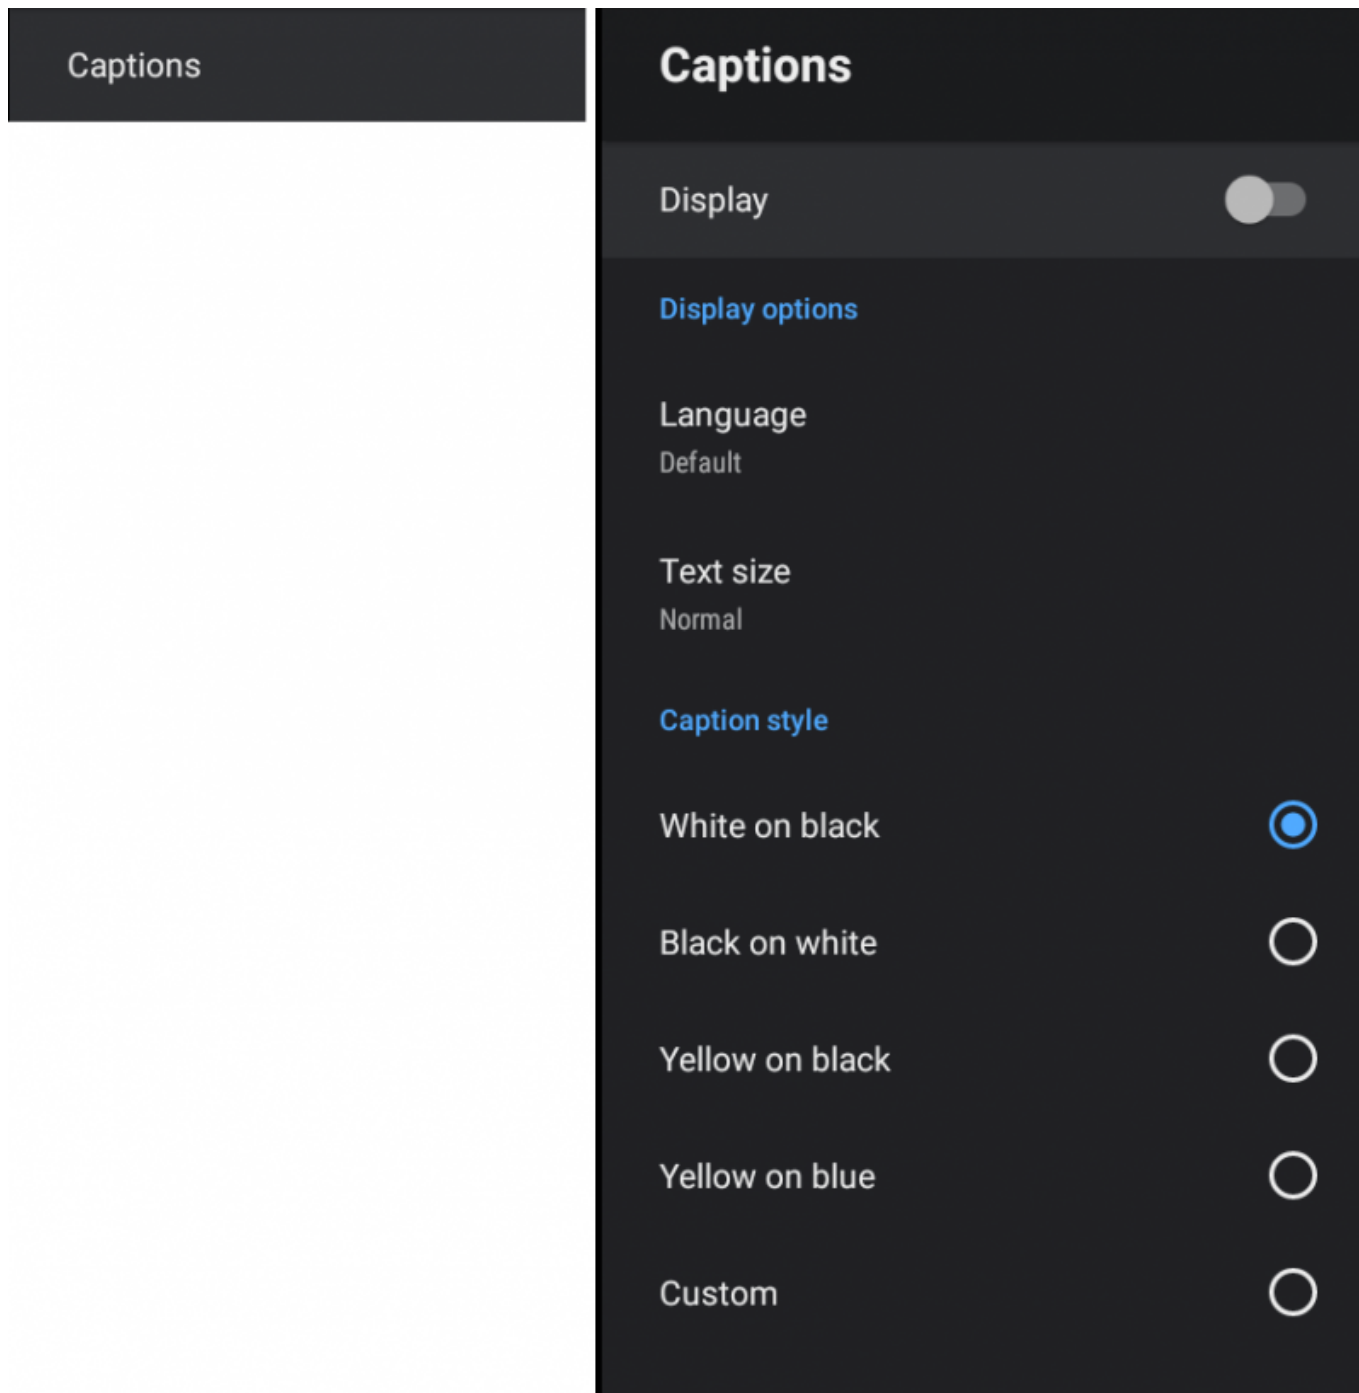 Captions
Captions
Display
Display options
Language
Default
Text size
Normal
Caption style
White on black
Black on white
Yellow on black
Yellow on blue
Custom